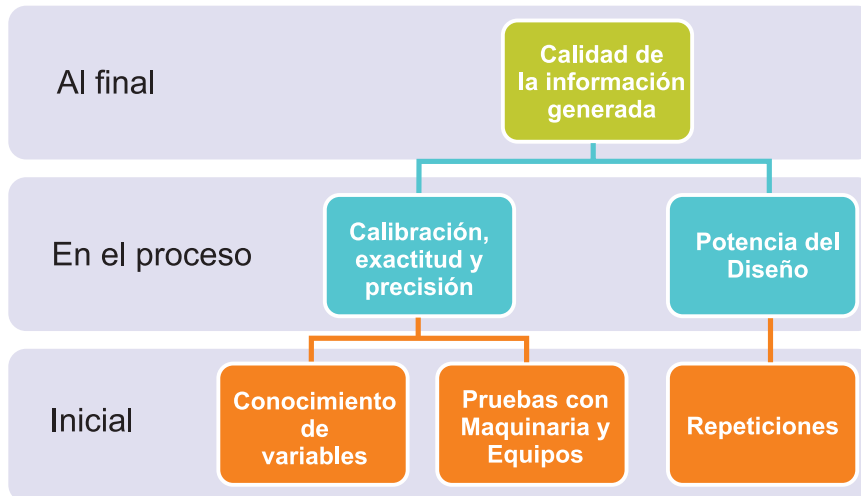 Al final
Calidad de
la información
generada
En el proceso
Calibración,
exactitud y
precisión
Potencia del
Diseño
Inicial
Conocimiento
de
variables
Pruebas con
Maquinaria y
Equipos
Repeticiones